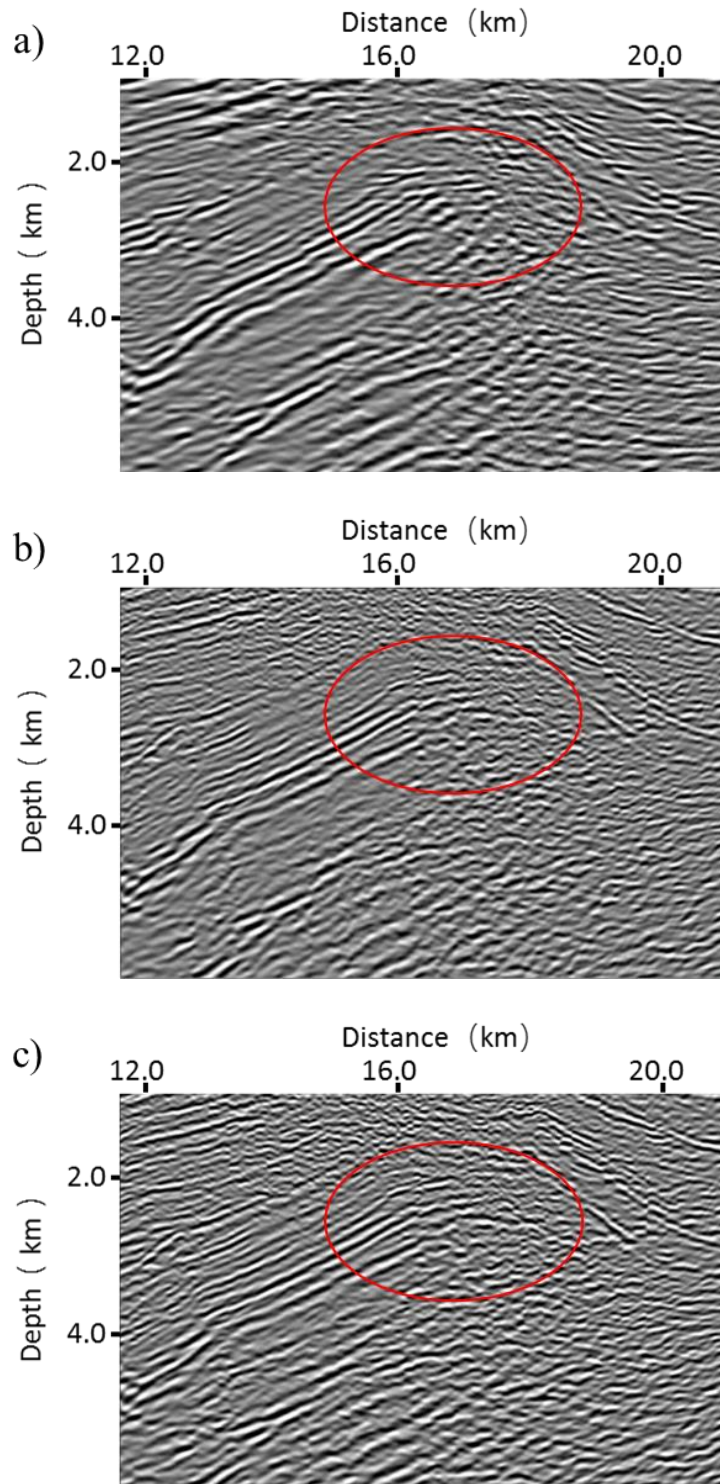 a)
Distance （km）
12.0 16.0 20.0
2.0
4.0
Depth（ km ）
b)
Distance （km）
12.0 16.0 20.0
2.0
4.0
Depth（ km ）
c)
Distance （km）
12.0 16.0 20.0
2.0
4.0
Depth（ km ）